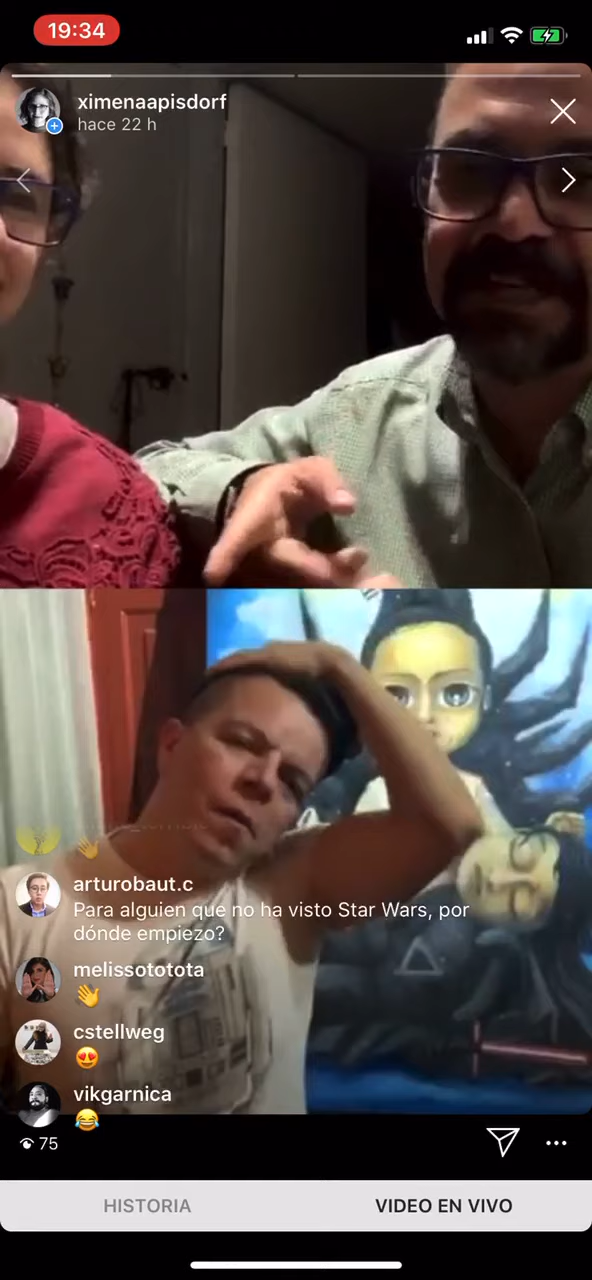 19:34
ximenaapisdorf
hace 22 h
arturobaut.c
Para alguien que no ha visto Star Wars, por
dónde empiezo?
melissototota
👋
cstellweg
😍
vikgarnica
😂
75
HISTORIA
VIDEO EN VIVO